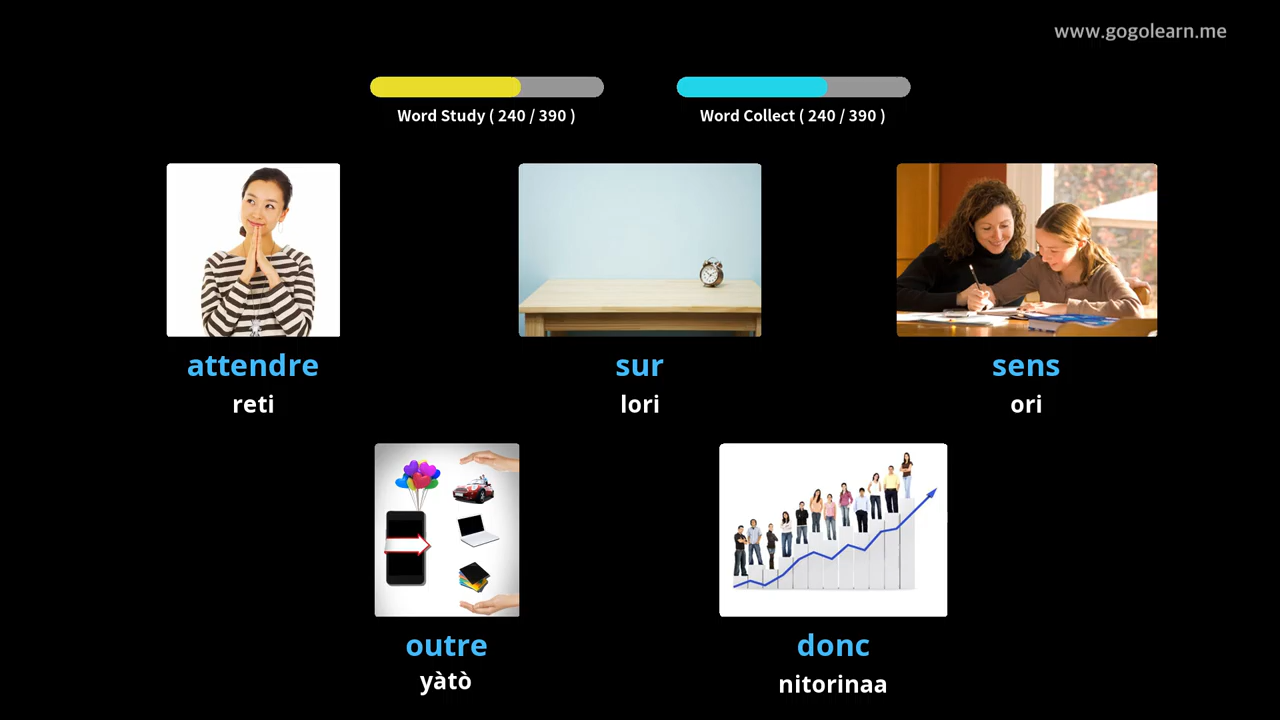 www.gogolearn.me
Word Study ( 240 / 390 )
Word Collect ( 240 / 390 )
attendre
reti
sur
lori
sens
ori
outre
yàtò
donc
nitorinaa